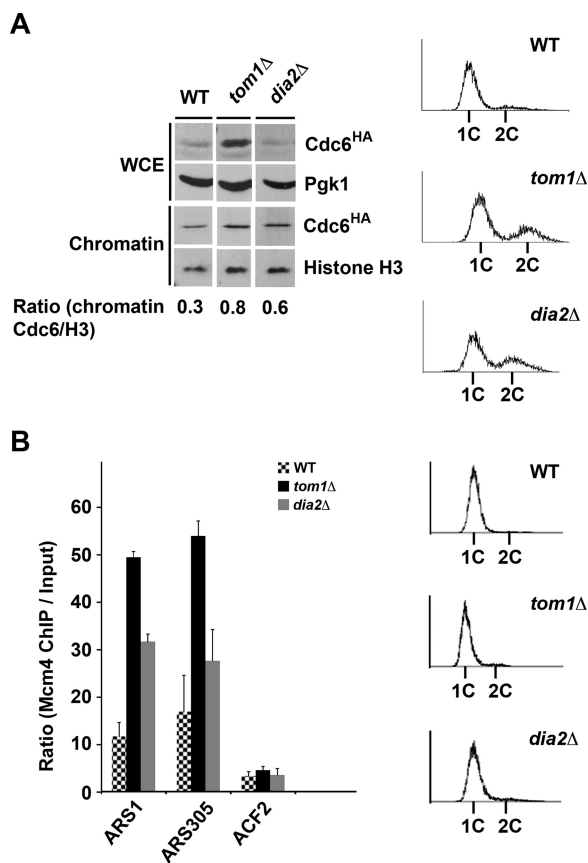 A
WT
tom1Δ
dia2Δ
WCE
Cdc6HA
Pgk1
Chromatin
Cdc6HA
Histone H3
Ratio (chromatin
Cdc6/H3)
0.3 0.8 0.6
WT
1C 2C
tom1Δ
1C 2C
dia2Δ
1C 2C
B
Ratio (Mcm4 ChIP / Input)
60
50
40
30
20
10
0
WT
tom1Δ
dia2Δ
ARS1
ARS305
ACF2
WT
1C 2C
tom1Δ
1C 2C
dia2Δ
1C 2C